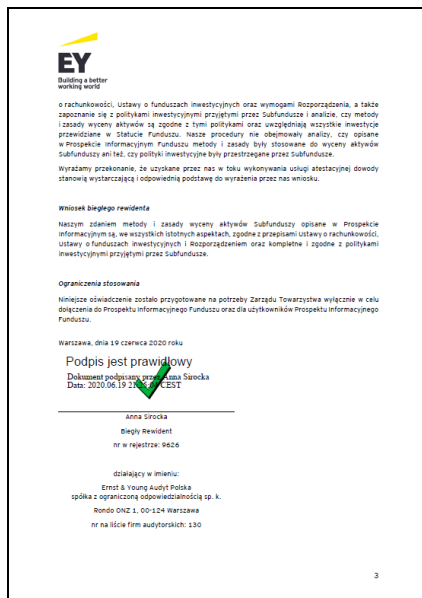 EY
Building a better
working world
o rachunkowości, Ustawy o funduszach inwestycyjnych oraz wymogami Rozporządzenia, a także
zapoznanie się z politykami inwestycyjnymi przyjętymi przez Subfundusze i analizie, czy metody
i zasady wyceny aktywów są zgodne z tymi politykami oraz uwzględniają wszystkie inwestycje
przewidziane w Statucie Funduszu. Nasze procedury nie obejmowały analizy, czy opisane
w Prospekcie Informacyjnym Funduszu metody i zasady były stosowane do wyceny aktywów
Subfunduszy ani też, czy polityki inwestycyjne były przestrzegane przez Subfundusze.
Wyrażamy przekonanie, że uzyskane przez nas w toku wykonywania usługi atestacyjnej dowody
stanowią wystarczającą i odpowiednią podstawę do wyrażenia przez nas wniosku.
Wniosek biegłego rewidenta
Naszym zdaniem metody i zasady wyceny aktywów Subfunduszy opisane w Prospekcie
Informacyjnym są, we wszystkich istotnych aspektach, zgodne z przepisami Ustawy o rachunkowości,
Ustawy o funduszach inwestycyjnych i Rozporządzeniem oraz kompletne i zgodne z politykami
inwestycyjnymi przyjętymi przez Subfundusze.
Ograniczenia stosowania
Niniejsze oświadczenie zostało przygotowane na potrzeby Zarządu Towarzystwa wyłącznie w celu
dołączenia do Prospektu Informacyjnego Funduszu oraz dla użytkowników Prospektu Informacyjnego
Funduszu.
Warszawa, dnia 19 czerwca 2020 roku
Podpis jest prawidłowy
Dokument podpisany przez Anna Sirocka
Data: 2020.06.19 CEST
Anna Sirocka
Biegły Rewident
nr w rejestrze: 9626
działający w imieniu:
Ernst & Young Audyt Polska
spółka z ograniczoną odpowiedzialnością sp. k.
Rondo ONZ 1, 00-124 Warszawa
nr na liście firm audytorskich: 130
3